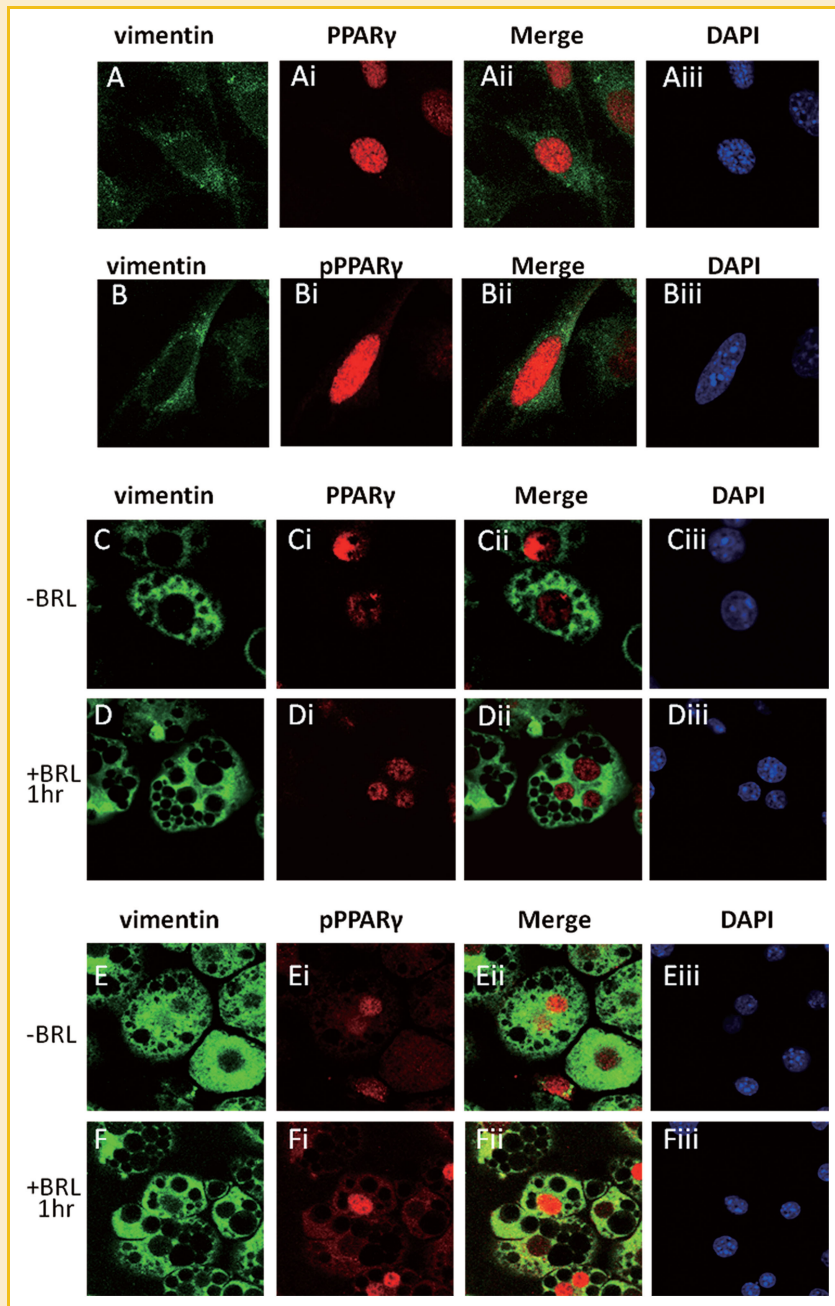 vimentin PPARγ Merge DAPI
A Ai Aii Aiii
vimentin pPPARγ Merge DAPI
B Bi Bii Biii
vimentin PPARγ Merge DAPI
C Ci Cii Ciii
-BRL
D Di Dii Diii
+BRL
1hr
vimentin pPPARγ Merge DAPI
E Ei Eii Eiii
-BRL
F Fi Fii Fiii
+BRL
1hr